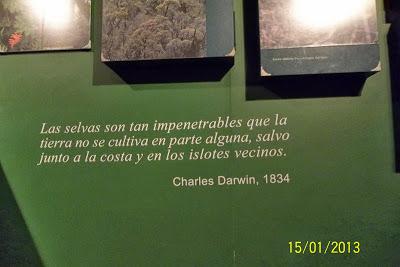 Las selvas son tan impenetrables que la
tierra no se cultiva en parte alguna, salvo
junto a la costa y en los islotes vecinos.
Charles Darwin, 1834
15/01/2013